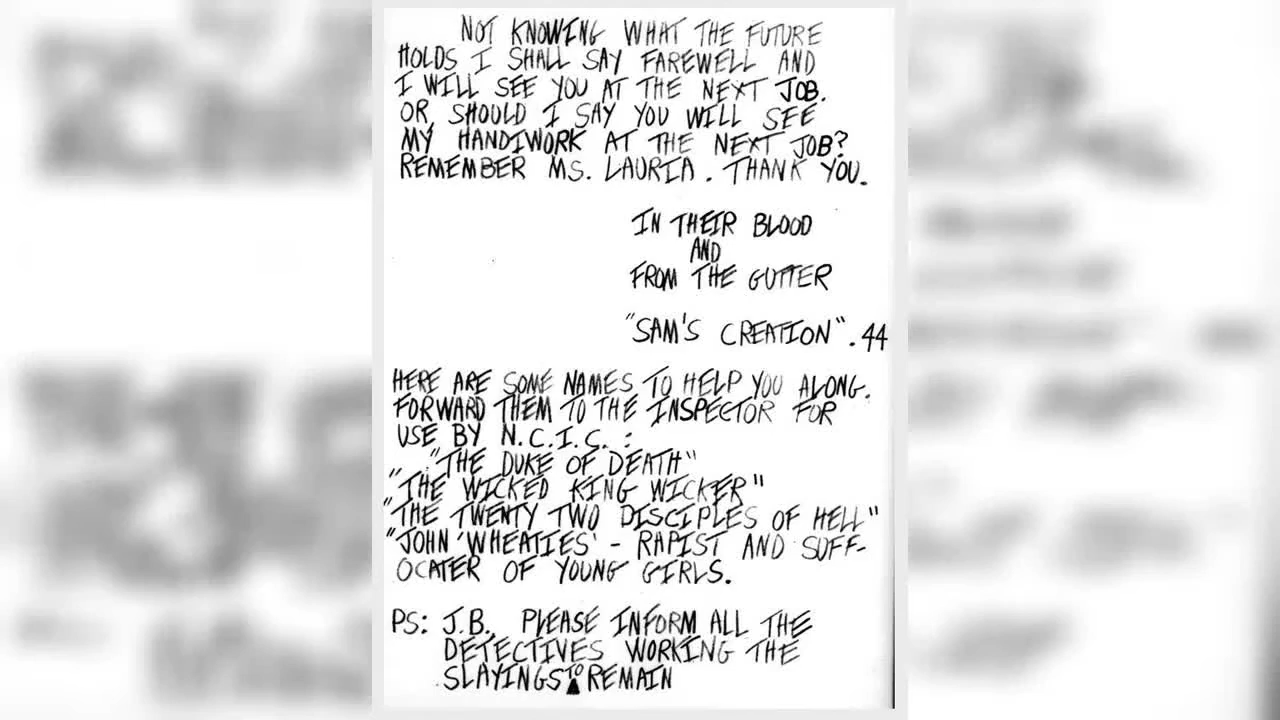 NOT KNOWING WHAT THE FUTURE
HOLDS I SHALL SAY FAREWELL AND
I WILL SEE YOU AT THE NEXT JOB.
OR, SHOULD I SAY YOU WILL SEE
MY HANDIWORK AT THE NEXT JOB?
REMEMBER MS. LAURIA. THANK YOU.
IN THEIR BLOOD
AND
FROM THE GUTTER
"SAM'S CREATION". 44
HERE ARE SOME NAMES TO HELP YOU ALONG.
FORWARD THEM TO THE INSPECTOR FOR
USE BY N.C.I.C. :
"THE DUKE OF DEATH"
"THE WICKED KING WICKER"
"THE TWENTY TWO DISCIPLES OF HELL"
"JOHN 'WHEATIES' - RAPIST AND SUFF-
OCATER OF YOUNG GIRLS.
PS: J.B., PLEASE INFORM ALL THE
DETECTIVES WORKING THE
SLAYINGS TO REMAIN